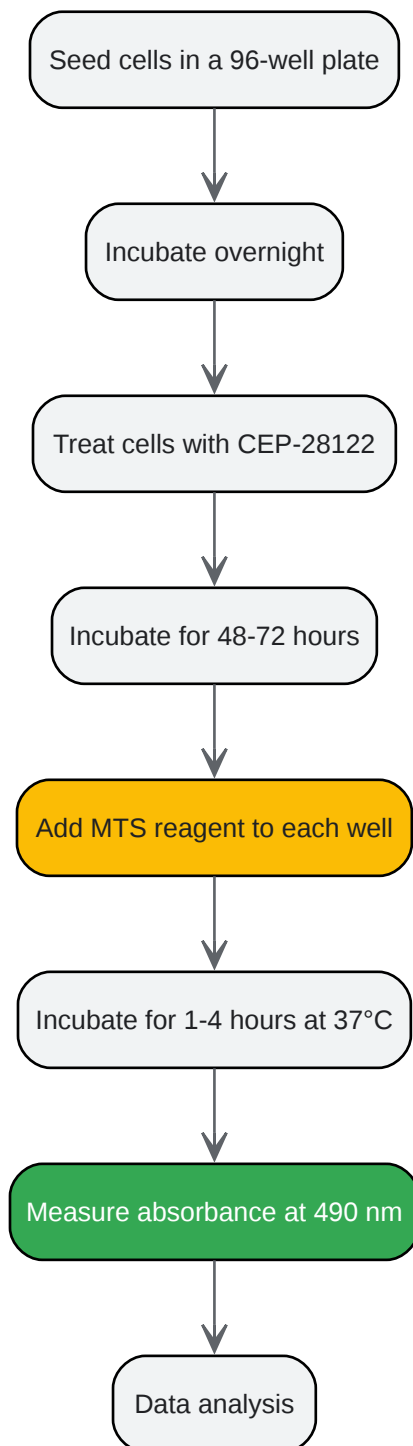 Seed cells in a 96-well plate
Incubate overnight
Treat cells with CEP-28122
Incubate for 48-72 hours
Add MTS reagent to each well
Incubate for 1-4 hours at 37°C
Measure absorbance at 490 nm
Data analysis